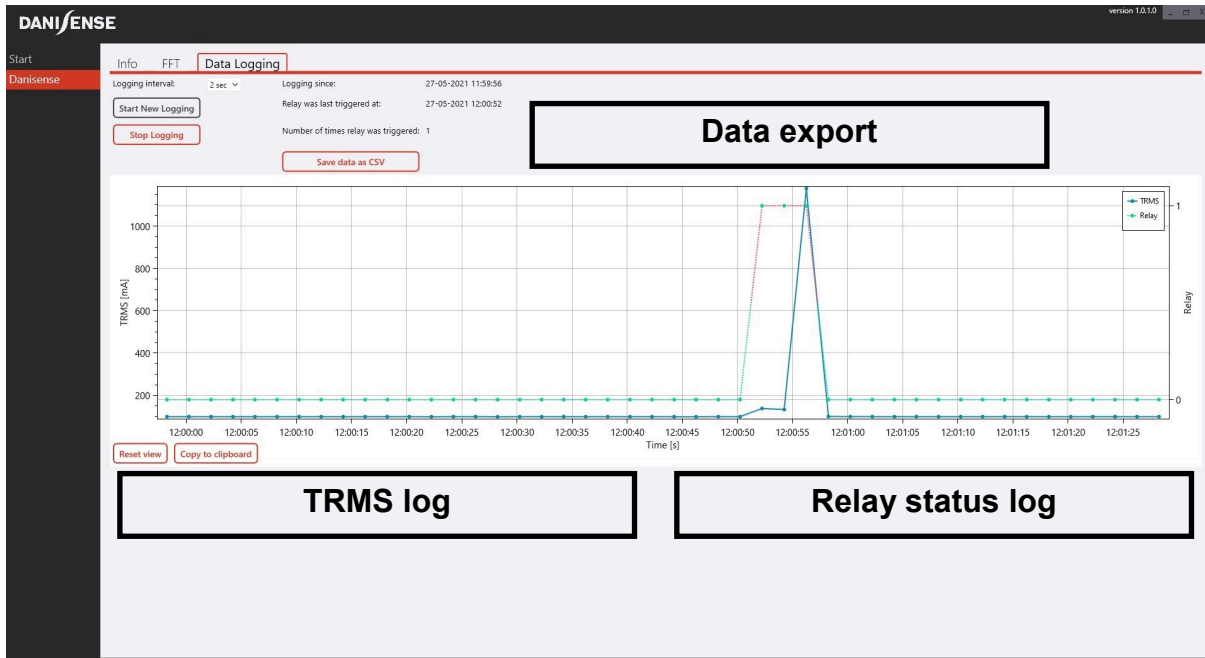 DANISENSE
version 1.0.1.0
Start
Danisense
Info FFT Data Logging
Logging interval: 2 sec Logging since: 27-05-2021 11:59:56
Start New Logging Relay was last triggered at: 27-05-2021 12:00:52
Stop Logging Number of times relay was triggered: 1
Save data as CSV
Data export
TRMS
Relay
1000
800
600
400
200
TRMS [mA]
1
0
Relay
12:00:00 12:00:05 12:00:10 12:00:15 12:00:20 12:00:25 12:00:30 12:00:35 12:00:40 12:00:45 12:00:50 12:00:55 12:01:00 12:01:05 12:01:10 12:01:15 12:01:20 12:01:25
Time [s]
Reset view Copy to clipboard
TRMS log
Relay status log